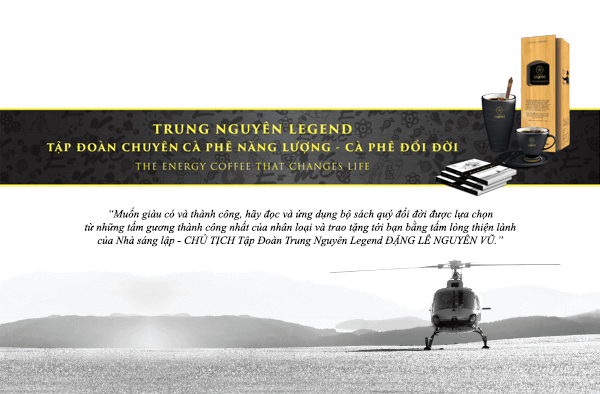 TRUNG NGUYÊN LEGEND
TẬP ĐOÀN CHUYÊN CÀ PHÊ NĂNG LƯỢNG - CÀ PHÊ ĐỔI ĐỜI
THE ENERGY COFFEE THAT CHANGES LIFE
"Muốn giàu có và thành công, hãy đọc và ứng dụng bộ sách quý đổi đời được lựa chọn
từ những tấm gương thành công nhất của nhân loại và trao tặng tới bạn bằng tấm lòng thiện lành
của Nhà sáng lập - CHỦ TỊCH Tập Đoàn Trung Nguyên Legend ĐẶNG LÊ NGUYÊN VŨ."